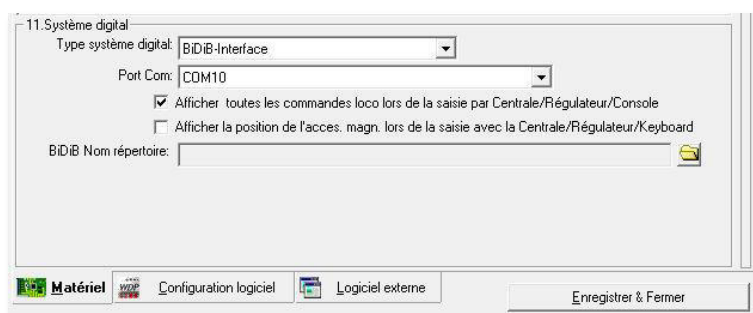 11.Système digital
Type système digital: BiDiB-Interface
Port Com: COM10
Afficher toutes les commandes loco lors de la saisie par Centrale/Régulateur/Console
Afficher la position de l'acces. magn. lors de la saisie avec la Centrale/Régulateur/Keyboard
BiDiB Nom répertoire:
Matériel WDP Configuration logiciel Logiciel externe
Enregistrer & Fermer